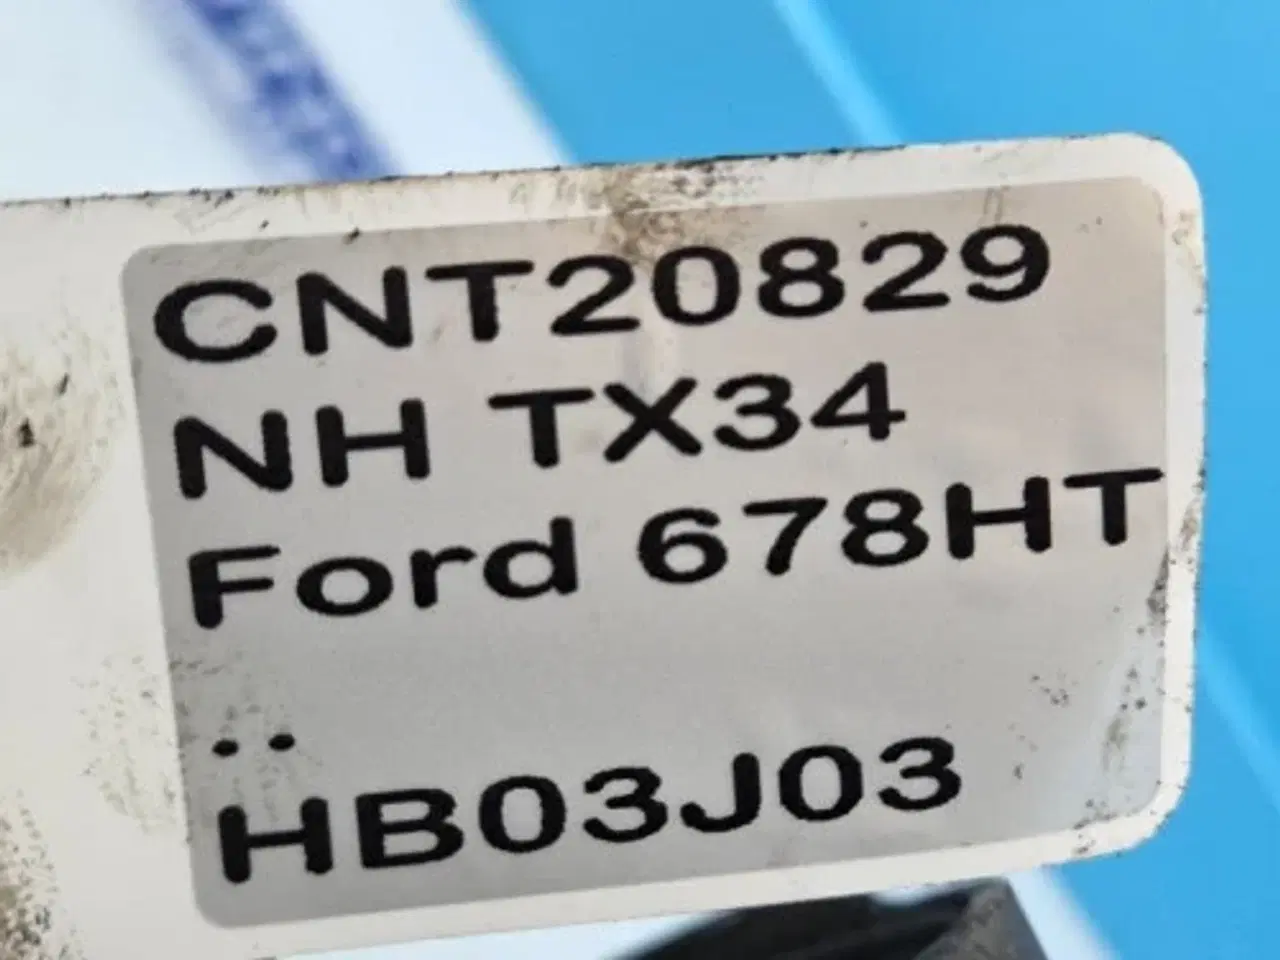 CNT20829
NH TX34
Ford 678HT
..
HB03J03